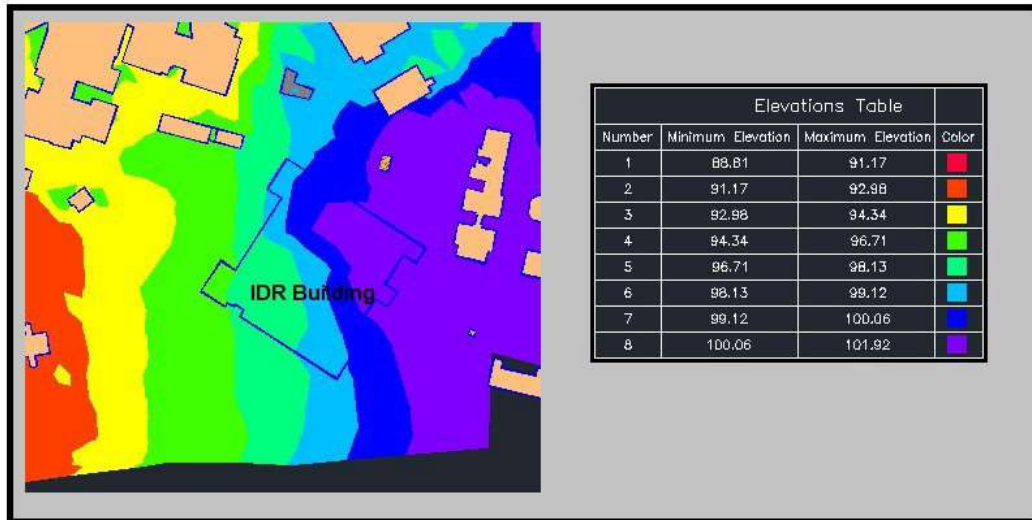 IDR Building
Elevations Table
Number Minimum Elevation Maximum Elevation Color
1 88.81 91.17
2 91.17 92.98
3 92.98 94.34
4 94.34 96.71
5 96.71 98.13
6 98.13 99.12
7 99.12 100.06
8 100.06 101.92